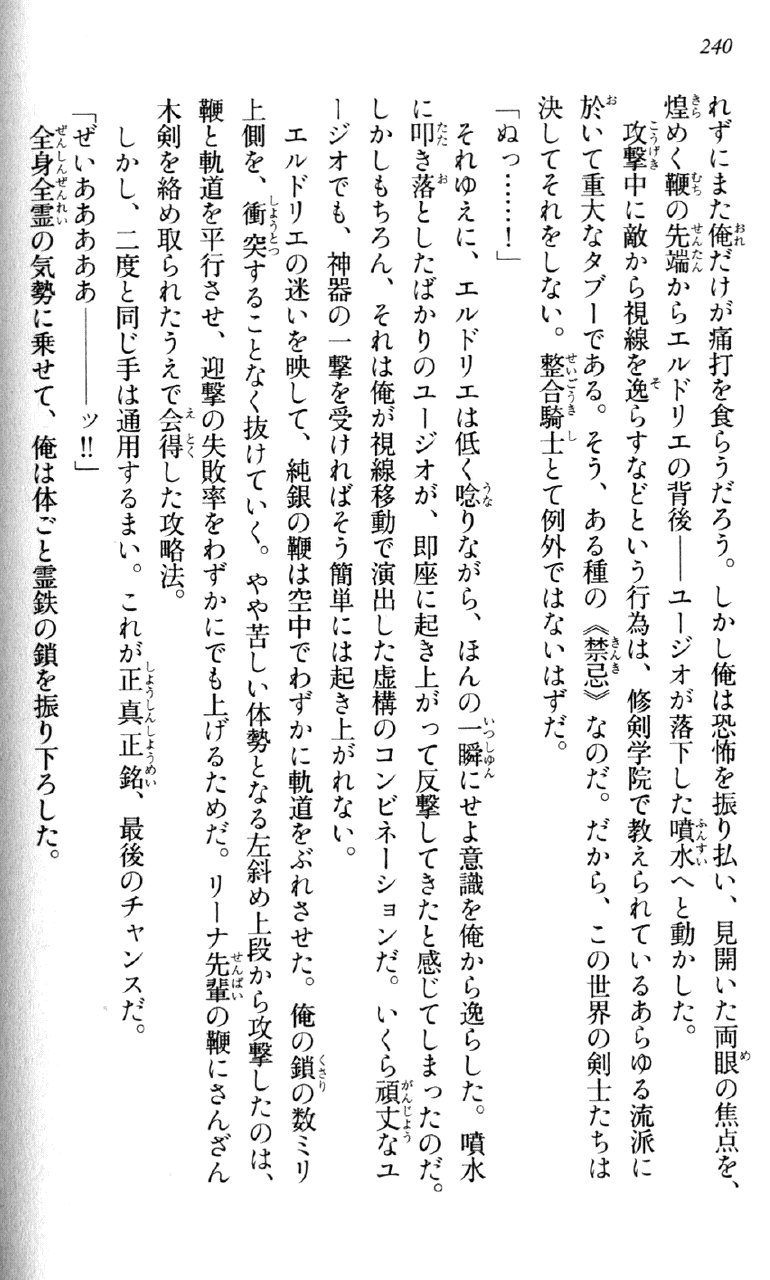 240
れずにまた俺だけが痛打を食らうだろう。しかし俺は恐怖を振り払い、見開いた両眼の焦点を、
煌めく鞭の先端からエルドリエの背後――ユージオが落下した噴水へと動かした。
攻撃中に敵から視線を逸らすなどという行為は、修剣学院で教えられているあらゆる流派に
於いて重大なタブーである。そう、ある種の《禁忌》なのだ。だから、この世界の剣士たちは
決してそれをしない。整合騎士とて例外ではないはずだ。
「ぬっ……！」
それゆえに、エルドリエは低く唸りながら、ほんの一瞬にせよ意識を俺から逸らした。噴水
に叩き落としたばかりのユージオが、即座に起き上がって反撃してきたと感じてしまったのだ。
しかしもちろん、それは俺が視線移動で演出した虚構のコンビネーションだ。いくら頑丈なユ
ージオでも、神器の一撃を受ければそう簡単には起き上がれない。
エルドリエの迷いを映して、純銀の鞭は空中でわずかに軌道をぶれさせた。俺の鎖の数ミリ
上側を、衝突することなく抜けていく。やや苦しい体勢となる左斜め上段から攻撃したのは、
鞭と軌道を平行させ、迎撃の失敗率をわずかにでも上げるためだ。リーナ先輩の鞭にさんざん
木剣を絡め取られたうえで会得した攻略法。
しかし、二度と同じ手は通用するまい。これが正真正銘、最後のチャンスだ。
「ぜいあああああ――――ッ!!」
全身全霊の気勢に乗せて、俺は体ごと霊鉄の鎖を振り下ろした。